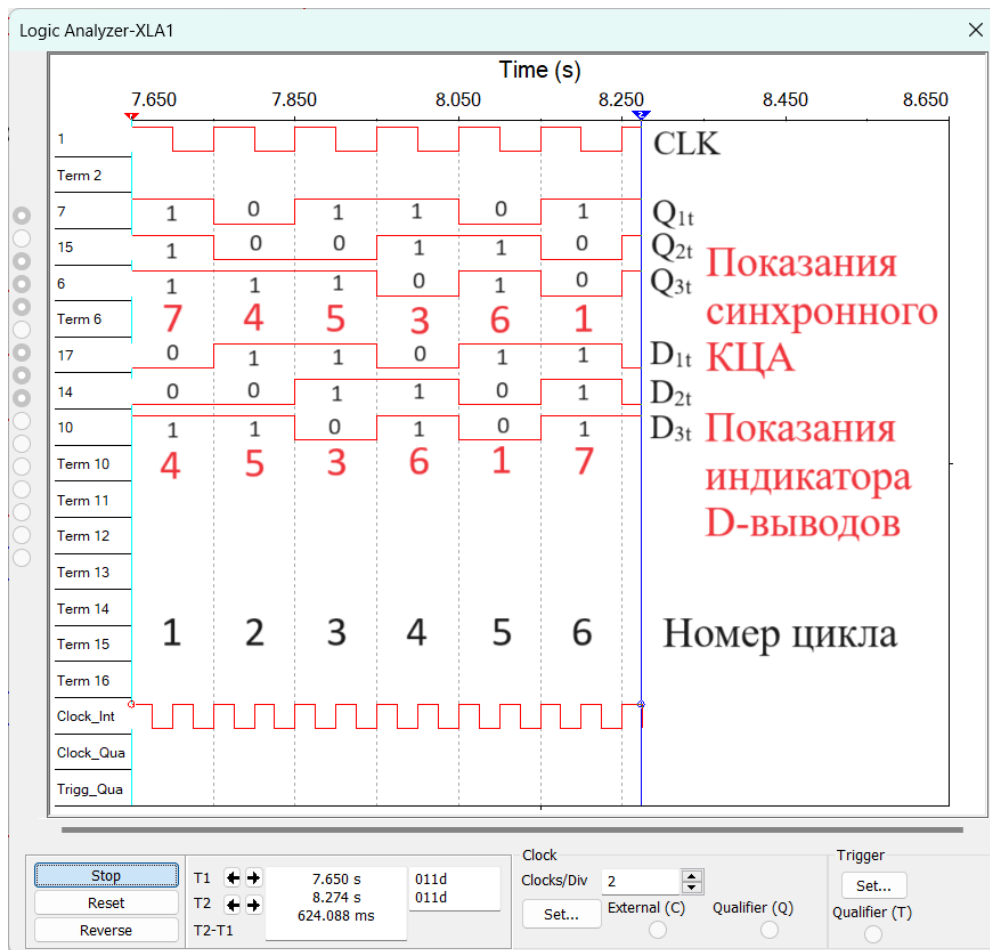 Logic Analyzer-XLA1
Time (s)
7.650 7.850 8.050 8.250 8.450 8.650
1 2
1 CLK
Term 2
7 1 0 1 1 0 1 Q1t
15 1 0 0 1 1 0 Q2t
6 1 1 1 0 1 0 Q3t
Показания
синхронного
КЦА
Term 6 7 4 5 3 6 1
17 0 1 1 0 1 1 D1t
14 0 0 1 1 0 1 D2t
10 1 1 0 1 0 1 D3t
Показания
индикатора
D-выводов
Term 10 4 5 3 6 1 7
Term 11
Term 12
Term 13
Term 14
Term 15 1 2 3 4 5 6 Номер цикла
Term 16
Clock_Int
Clock_Qua
Trigg_Qua
Stop
Reset
Reverse
T1 7.650 s 011d
T2 8.274 s 011d
T2-T1 624.088 ms
Clock
Clocks/Div 2
Set...
External (C)
Qualifier (Q)
Trigger
Set...
Qualifier (T)